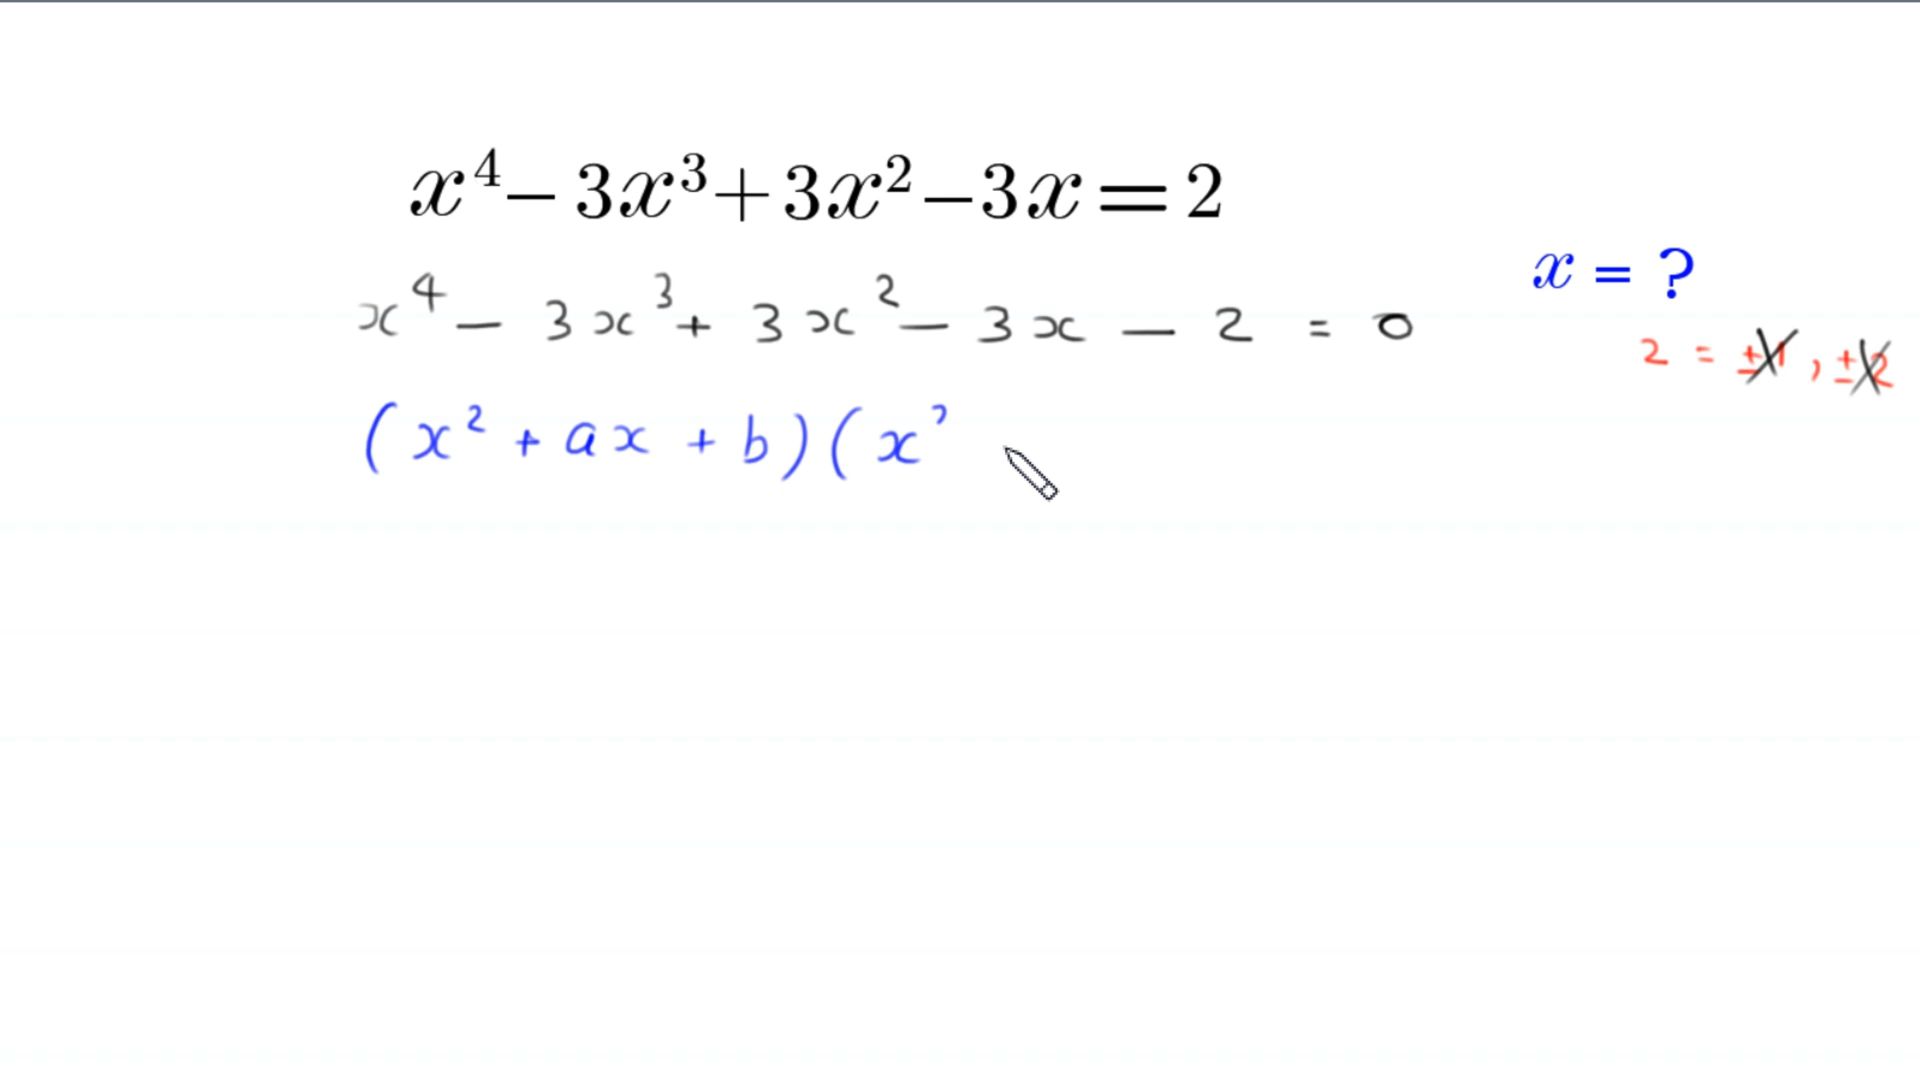 x⁴ − 3x³ + 3x² − 3x = 2
x = ?
x⁴ − 3x³ + 3x² − 3x − 2 = 0
2 = ±1, ±2
(x² + ax + b)(x²